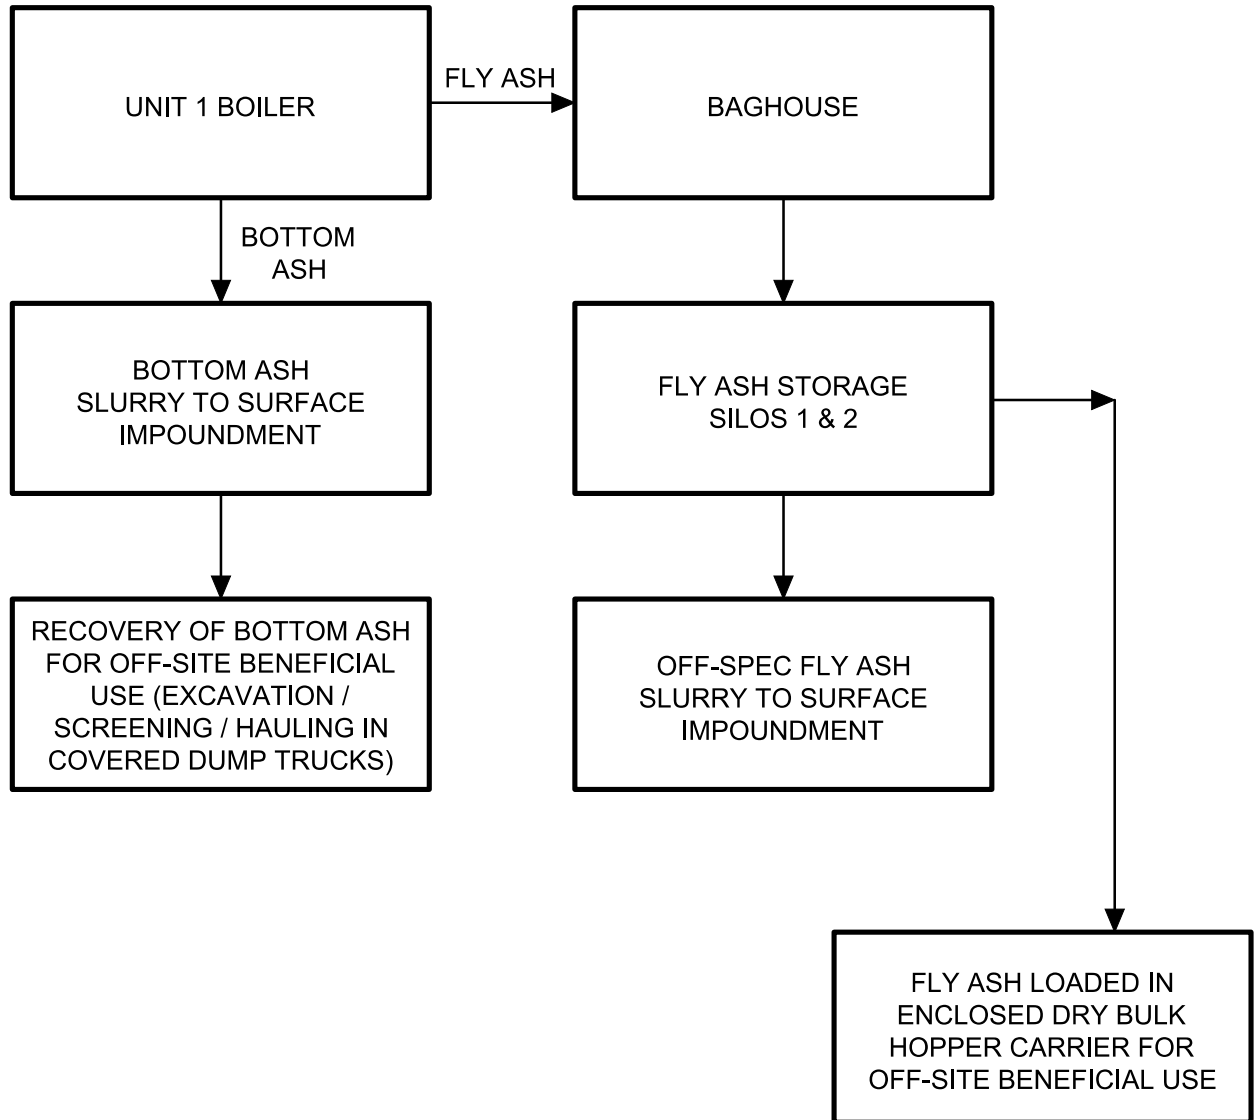 UNIT 1 BOILER
FLY ASH
BAGHOUSE
BOTTOM
ASH
BOTTOM ASH
SLURRY TO SURFACE
IMPOUNDMENT
FLY ASH STORAGE
SILOS 1 & 2
RECOVERY OF BOTTOM ASH
FOR OFF-SITE BENEFICIAL
USE (EXCAVATION /
SCREENING / HAULING IN
COVERED DUMP TRUCKS)
OFF-SPEC FLY ASH
SLURRY TO SURFACE
IMPOUNDMENT
FLY ASH LOADED IN
ENCLOSED DRY BULK
HOPPER CARRIER FOR
OFF-SITE BENEFICIAL USE